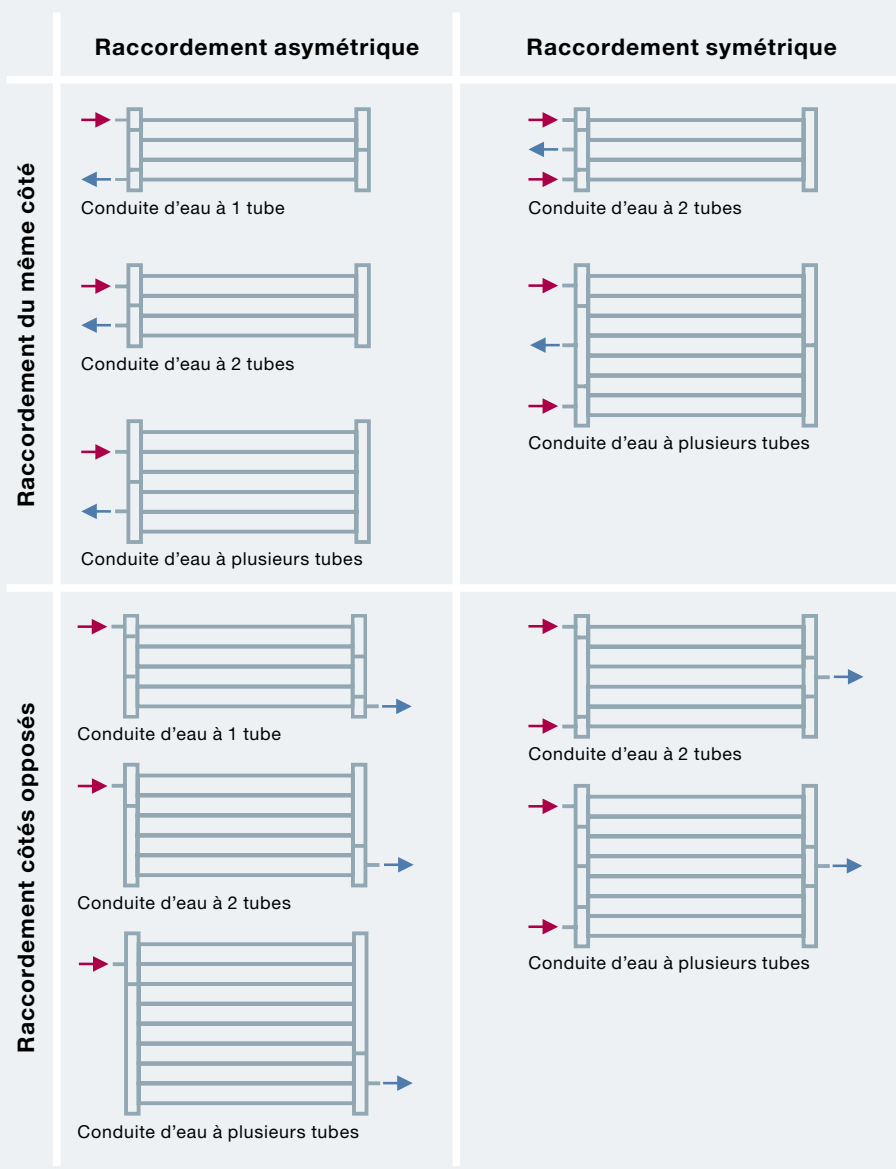 Raccordement asymétrique
Raccordement symétrique
Raccordement du même côté
Conduite d'eau à 1 tube
Conduite d'eau à 2 tubes
Conduite d'eau à plusieurs tubes
Conduite d'eau à 2 tubes
Conduite d'eau à plusieurs tubes
Raccordement côtés opposés
Conduite d'eau à 1 tube
Conduite d'eau à 2 tubes
Conduite d'eau à plusieurs tubes
Conduite d'eau à 2 tubes
Conduite d'eau à plusieurs tubes